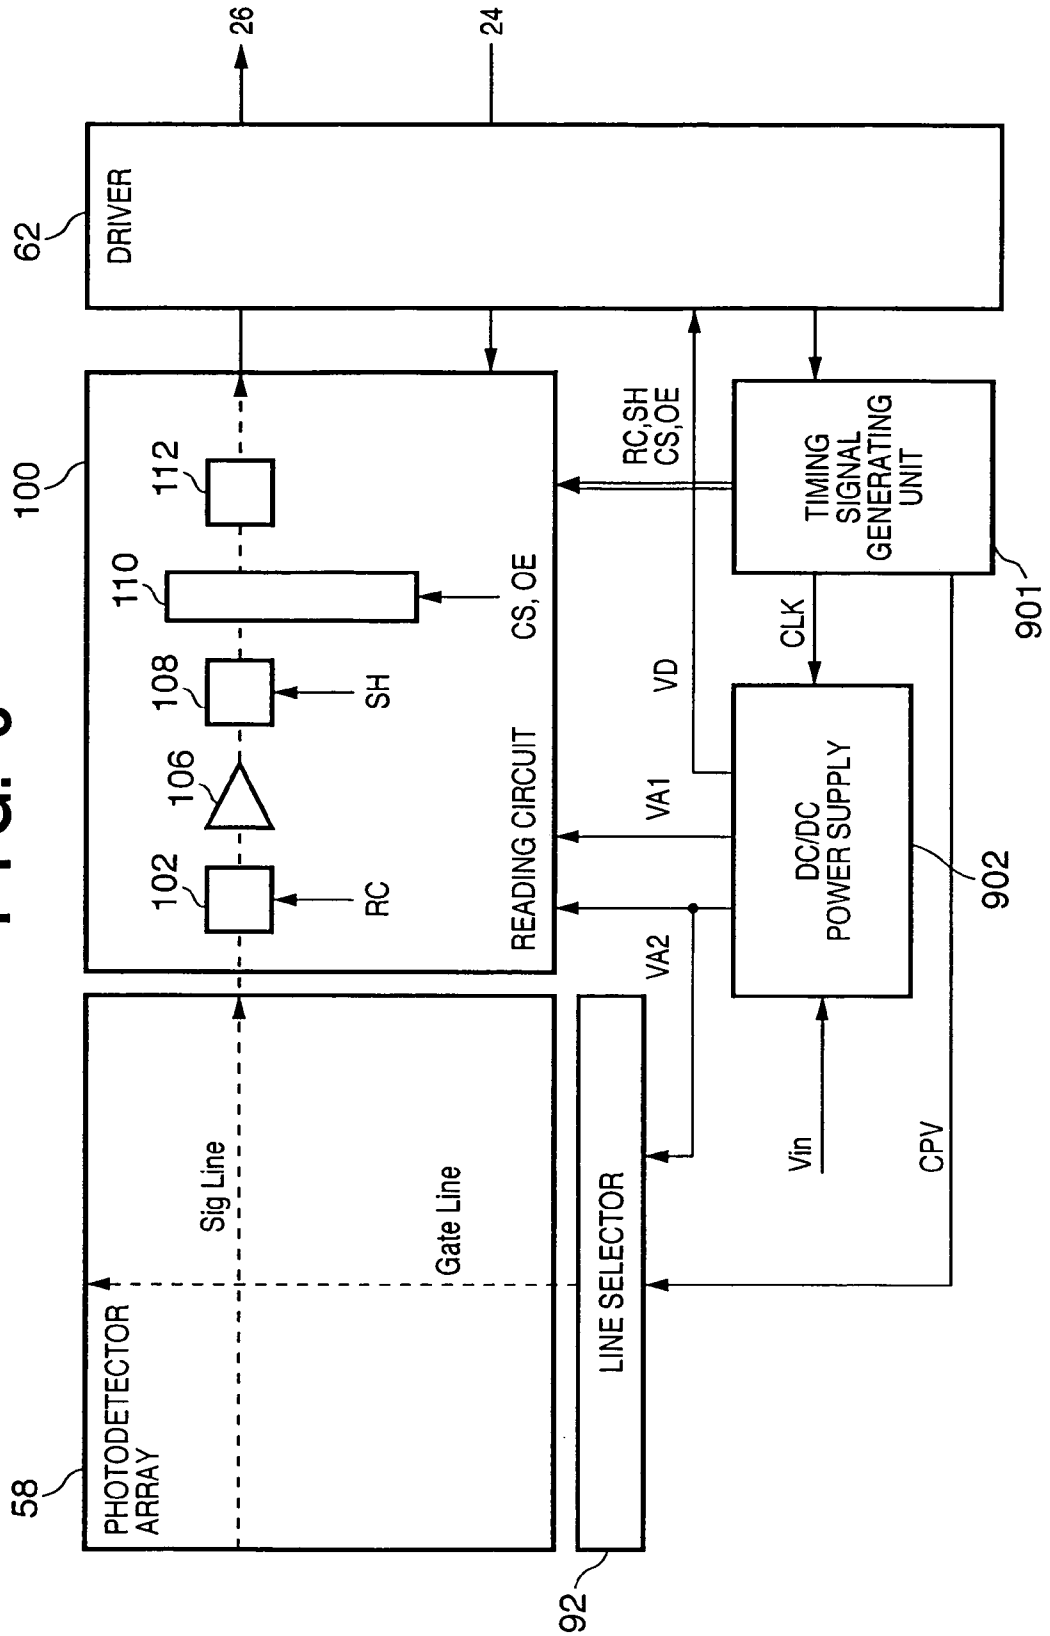 58
PHOTODETECTOR
ARRAY
Sig Line
Gate Line
92
LINE SELECTOR
100
102
106
108
110
112
RC
SH
CS, OE
READING CIRCUIT
62
DRIVER
26
24
VA2
VA1
VD
RC,SH
CS,OE
Vin
DC/DC
POWER SUPPLY
902
CLK
TIMING
SIGNAL
GENERATING
UNIT
901
CPV